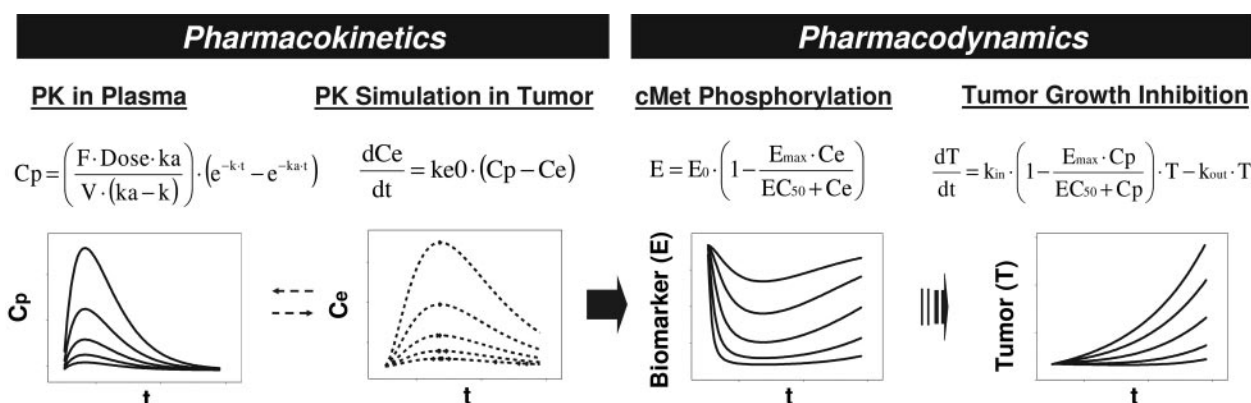 Pharmacokinetics
Pharmacodynamics
PK in Plasma
PK Simulation in Tumor
cMet Phosphorylation
Tumor Growth Inhibition
Cp = (F·Dose·ka / V·(ka−k)) · (e^{−k·t} − e^{−ka·t})
dCe/dt = ke0·(Cp−Ce)
E = E0·(1 − Emax·Ce / EC50+Ce)
dT/dt = kin·(1 − Emax·Cp / EC50+Cp)·T − kout·T
Cp
t
Ce
t
Biomarker (E)
t
Tumor (T)
t